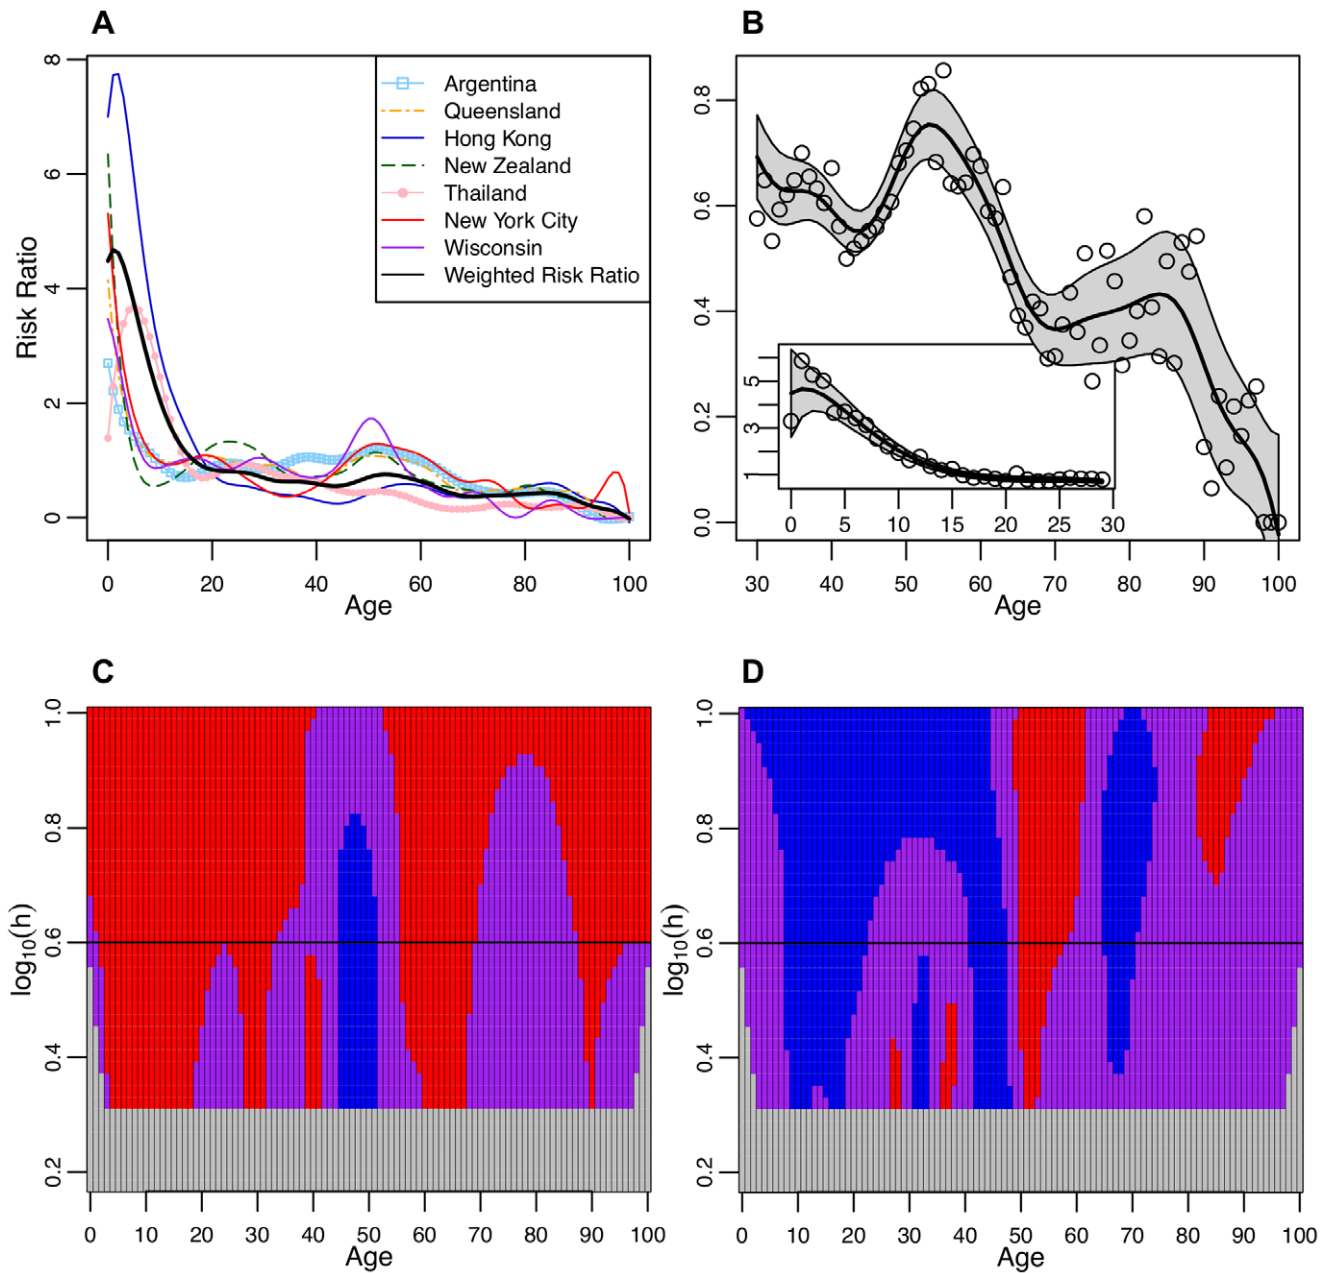 A
Risk Ratio
8
6
4
2
0
Argentina
Queensland
Hong Kong
New Zealand
Thailand
New York City
Wisconsin
Weighted Risk Ratio
0 20 40 60 80 100
Age
B
0.8
0.6
0.4
0.2
0.0
5
3
1
0 5 10 15 20 25 30
30 40 50 60 70 80 90 100
Age
C
log₁₀(h)
1.0
0.8
0.6
0.4
0.2
0 10 20 30 40 50 60 70 80 90 100
Age
D
log₁₀(h)
1.0
0.8
0.6
0.4
0.2
0 10 20 30 40 50 60 70 80 90 100
Age